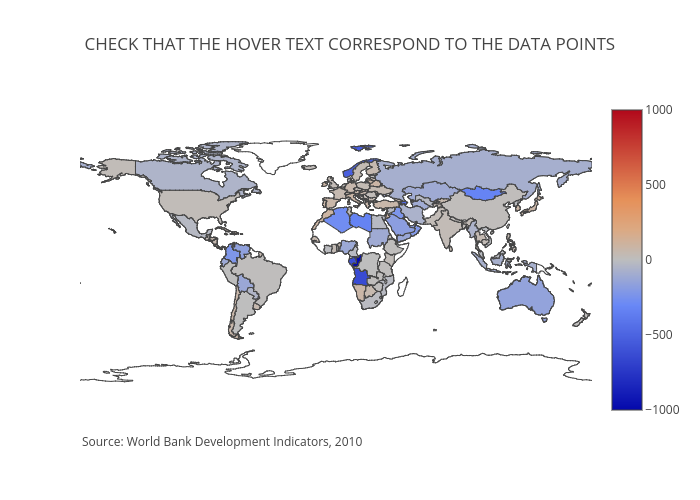 CHECK THAT THE HOVER TEXT CORRESPOND TO THE DATA POINTS
1000
500
0
−500
−1000
Source: World Bank Development Indicators, 2010